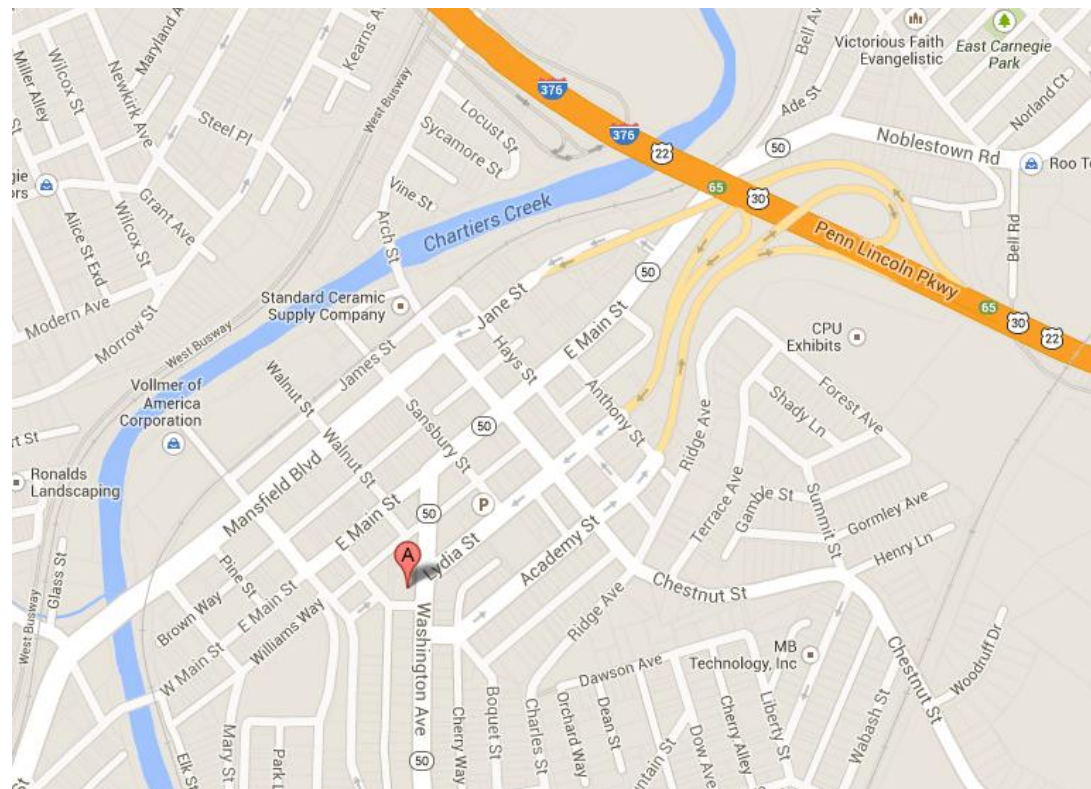 Miller Alley
Wilcox St
Newkirk Ave
Maryland Ave
Kearns A
Bell Av
Victorious Faith
Evangelistic
East Carnegie
Park
376
West Busway
Locust St
Steel Pl
Sycamore St
376
22
Ade St
50
Norland Ct
Noblestown Rd
gie
ors
Vine St
65
30
Roo To
Grant Ave
Wilcox St
Alice St Exd
Arch St
Chartiers Creek
Penn Lincoln Pkwy
Bell Rd
50
Standard Ceramic
Supply Company
Jane St
Modern Ave
Morrow St
West Busway
65
30
22
E Main St
CPU
Exhibits
Hays St
James St
Vollmer of
America
Corporation
Walnut St
Anthony St
Forest Ave
Shady Ln
Sansbury St
Ridge Ave
rt St
50
Walnut St
Ronalds
Landscaping
Mansfield Blvd
Terrace Ave
Gamble St
Summit St
P
50
E Main St
Gormley Ave
A
Lydia St
Academy St
Henry Ln
Glass St
Pine St
Brown Way
E Main St
Chestnut St
West Busway
Williams Way
Washington Ave
Ridge Ave
W Main St
MB
Technology, Inc
Woodruff Dr
Dawson Ave
Chestnut St
Boquet St
Charles St
Orchard Way
Dean St
Liberty St
Cherry Alley
Wabash St
Mary St
Cherry Way
Dow Ave
Elk St
Park L
50
untain St
St